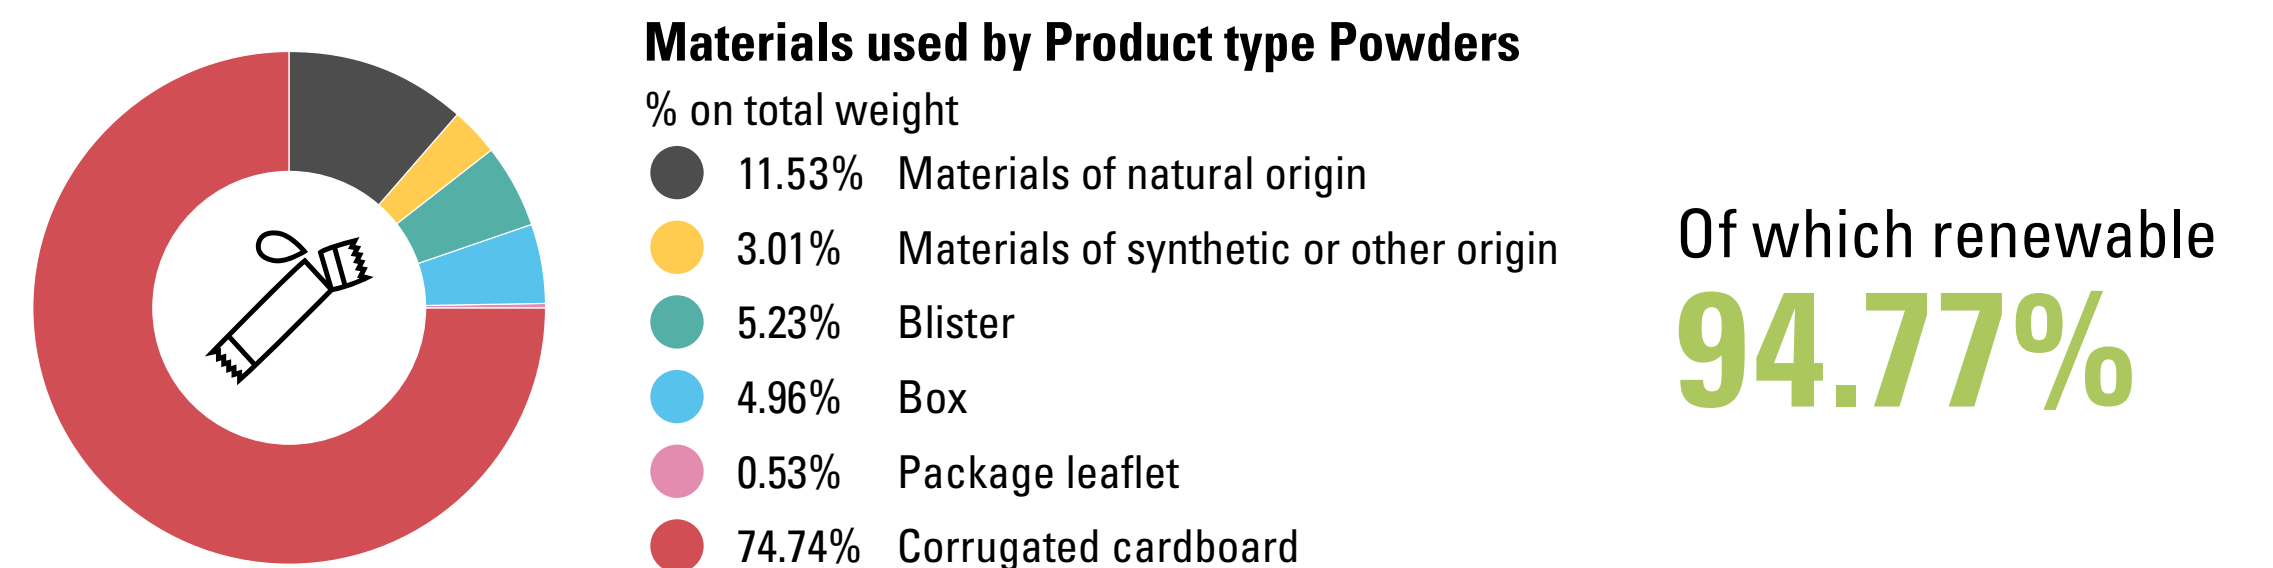 Materials used by Product type Powders
% on total weight
11.53% Materials of natural origin
3.01% Materials of synthetic or other origin
5.23% Blister
4.96% Box
0.53% Package leaflet
74.74% Corrugated cardboard
Of which renewable
94.77%